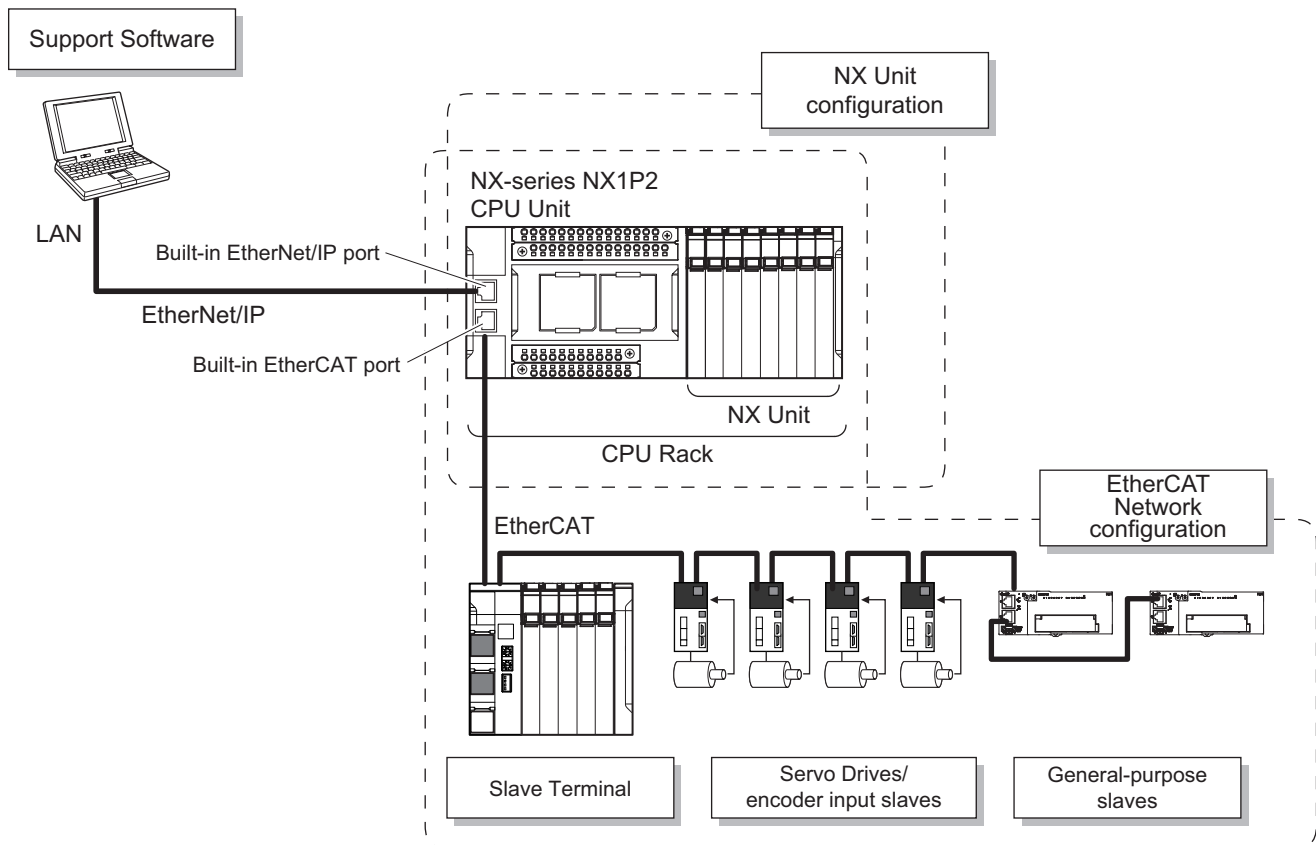 Support Software
NX Unit
configuration
NX-series NX1P2
CPU Unit
LAN
Built-in EtherNet/IP port
EtherNet/IP
Built-in EtherCAT port
NX Unit
CPU Rack
EtherCAT
Network
configuration
EtherCAT
Slave Terminal
Servo Drives/
encoder input slaves
General-purpose
slaves